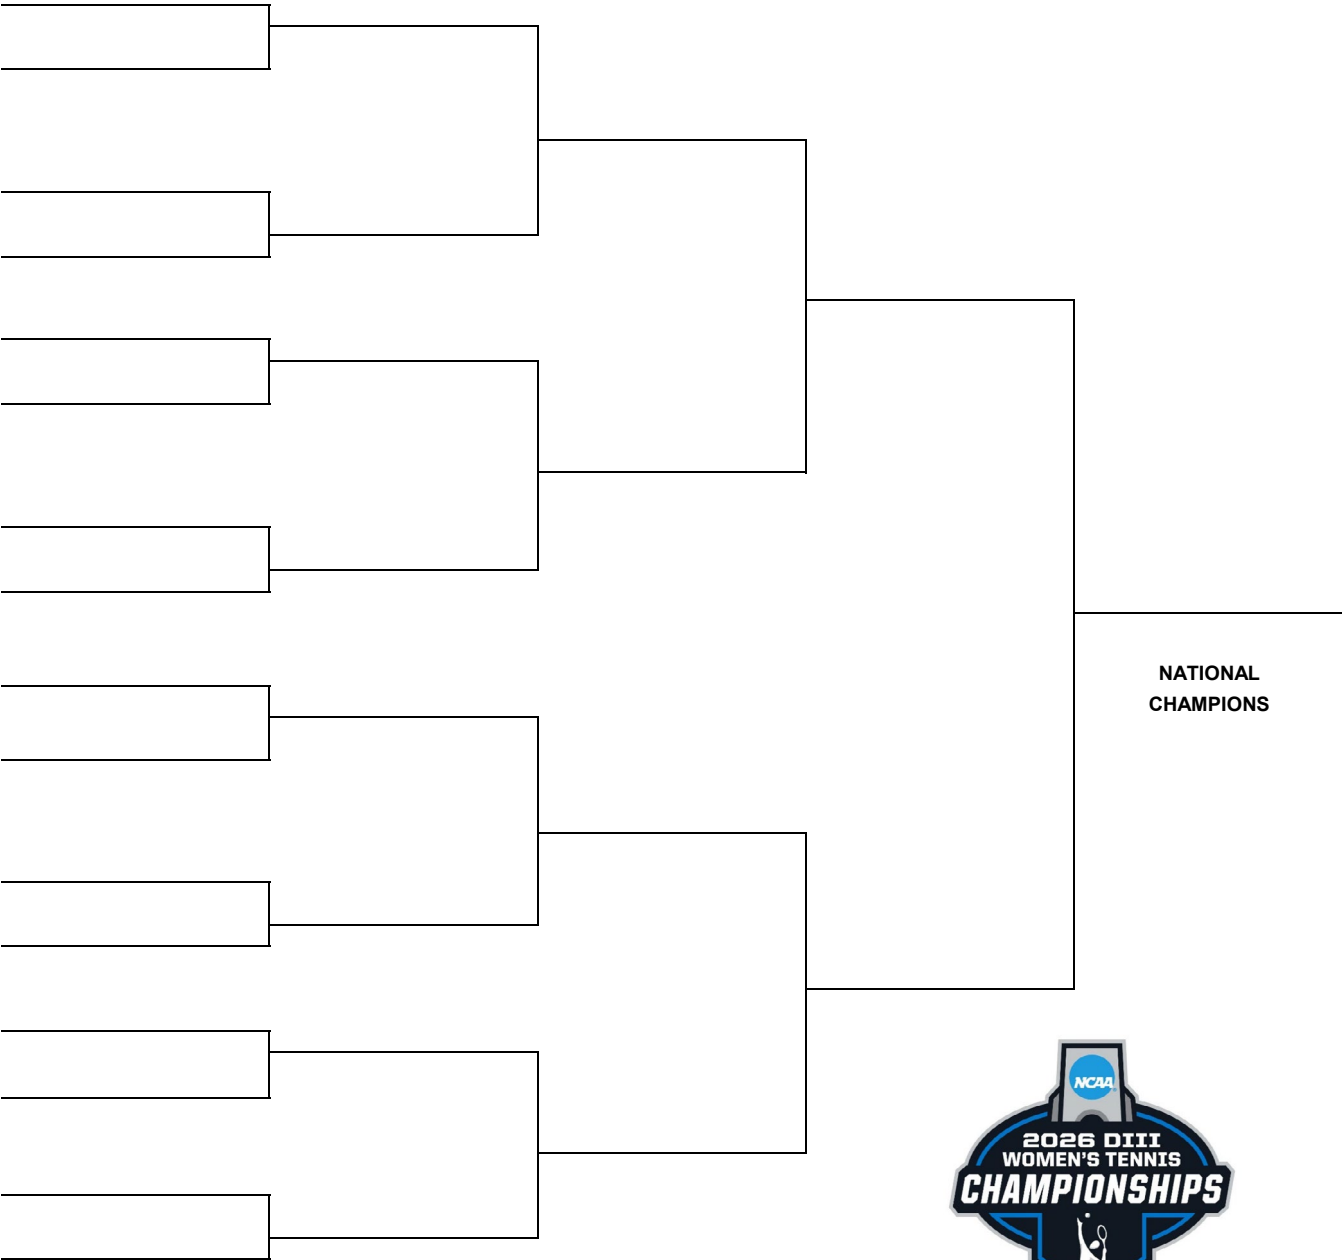 NATIONAL
CHAMPIONS
NCAA
2026 DIII
WOMEN'S TENNIS
CHAMPIONSHIPS